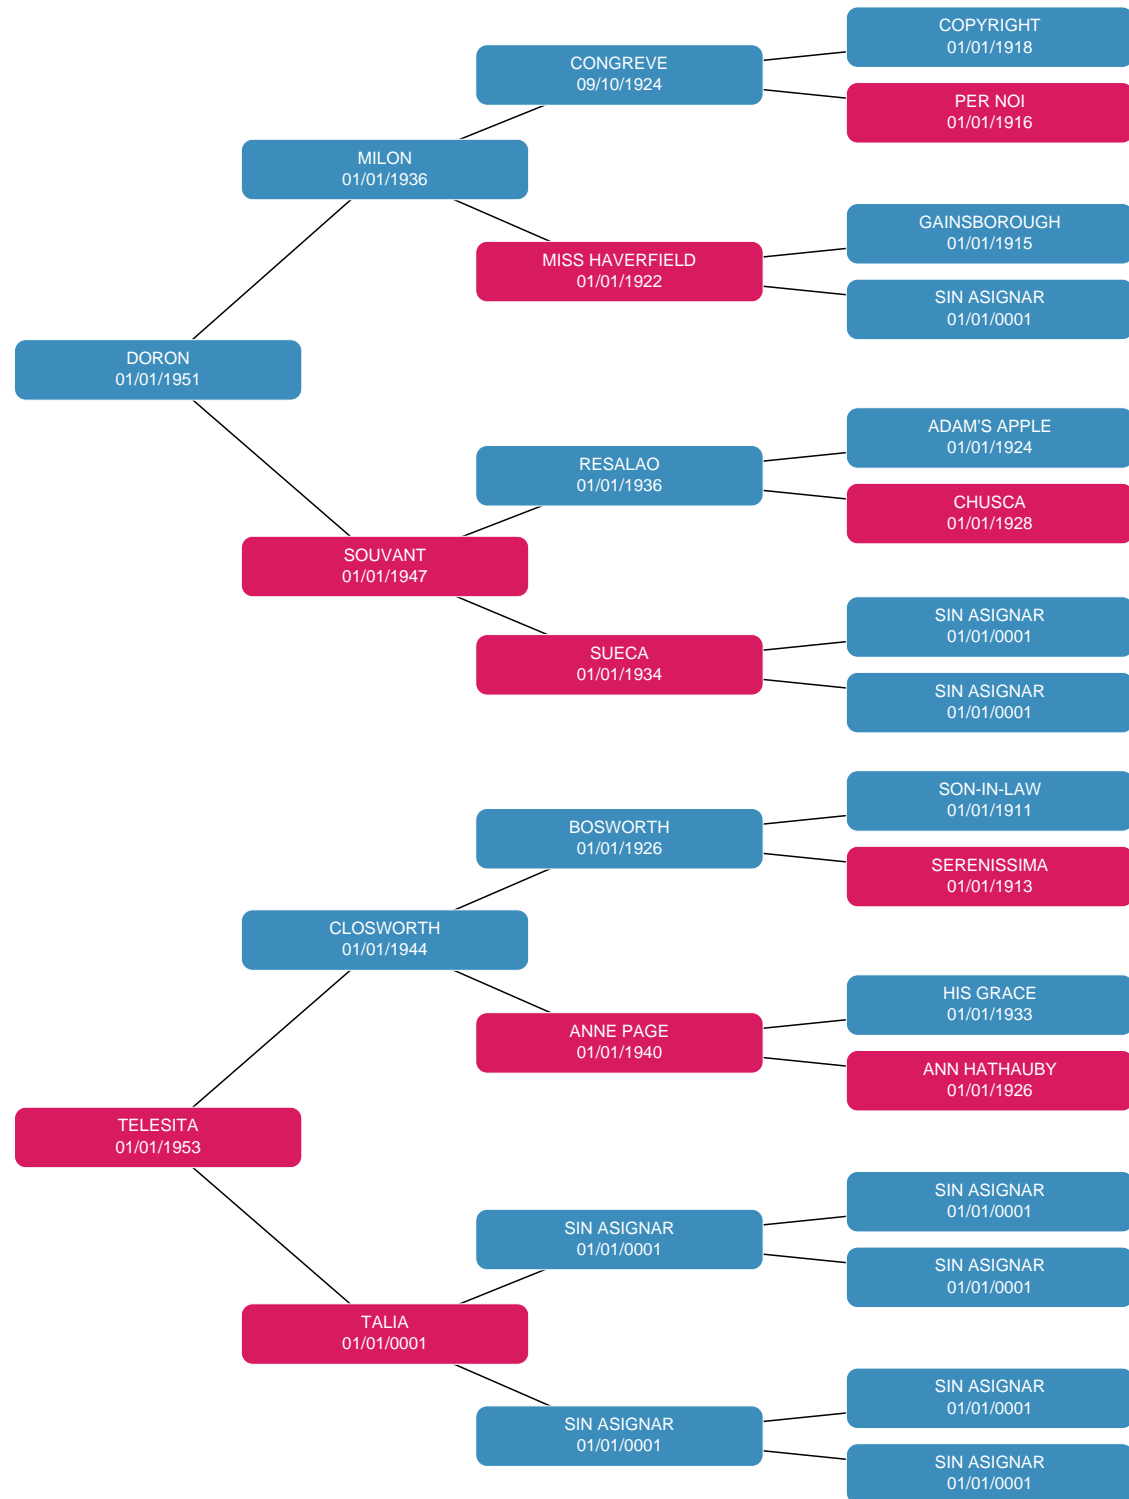 COPYRIGHT
01/01/1918
CONGREVE
09/10/1924
PER NOI
01/01/1916
MILON
01/01/1936
GAINSBOROUGH
01/01/1915
MISS HAVERFIELD
01/01/1922
SIN ASIGNAR
01/01/0001
DORON
01/01/1951
ADAM'S APPLE
01/01/1924
RESALAO
01/01/1936
CHUSCA
01/01/1928
SOUVANT
01/01/1947
SIN ASIGNAR
01/01/0001
SUECA
01/01/1934
SIN ASIGNAR
01/01/0001
SON-IN-LAW
01/01/1911
BOSWORTH
01/01/1926
SERENISSIMA
01/01/1913
CLOSWORTH
01/01/1944
HIS GRACE
01/01/1933
ANNE PAGE
01/01/1940
ANN HATHAUBY
01/01/1926
TELESITA
01/01/1953
SIN ASIGNAR
01/01/0001
SIN ASIGNAR
01/01/0001
SIN ASIGNAR
01/01/0001
TALIA
01/01/0001
SIN ASIGNAR
01/01/0001
SIN ASIGNAR
01/01/0001
SIN ASIGNAR
01/01/0001